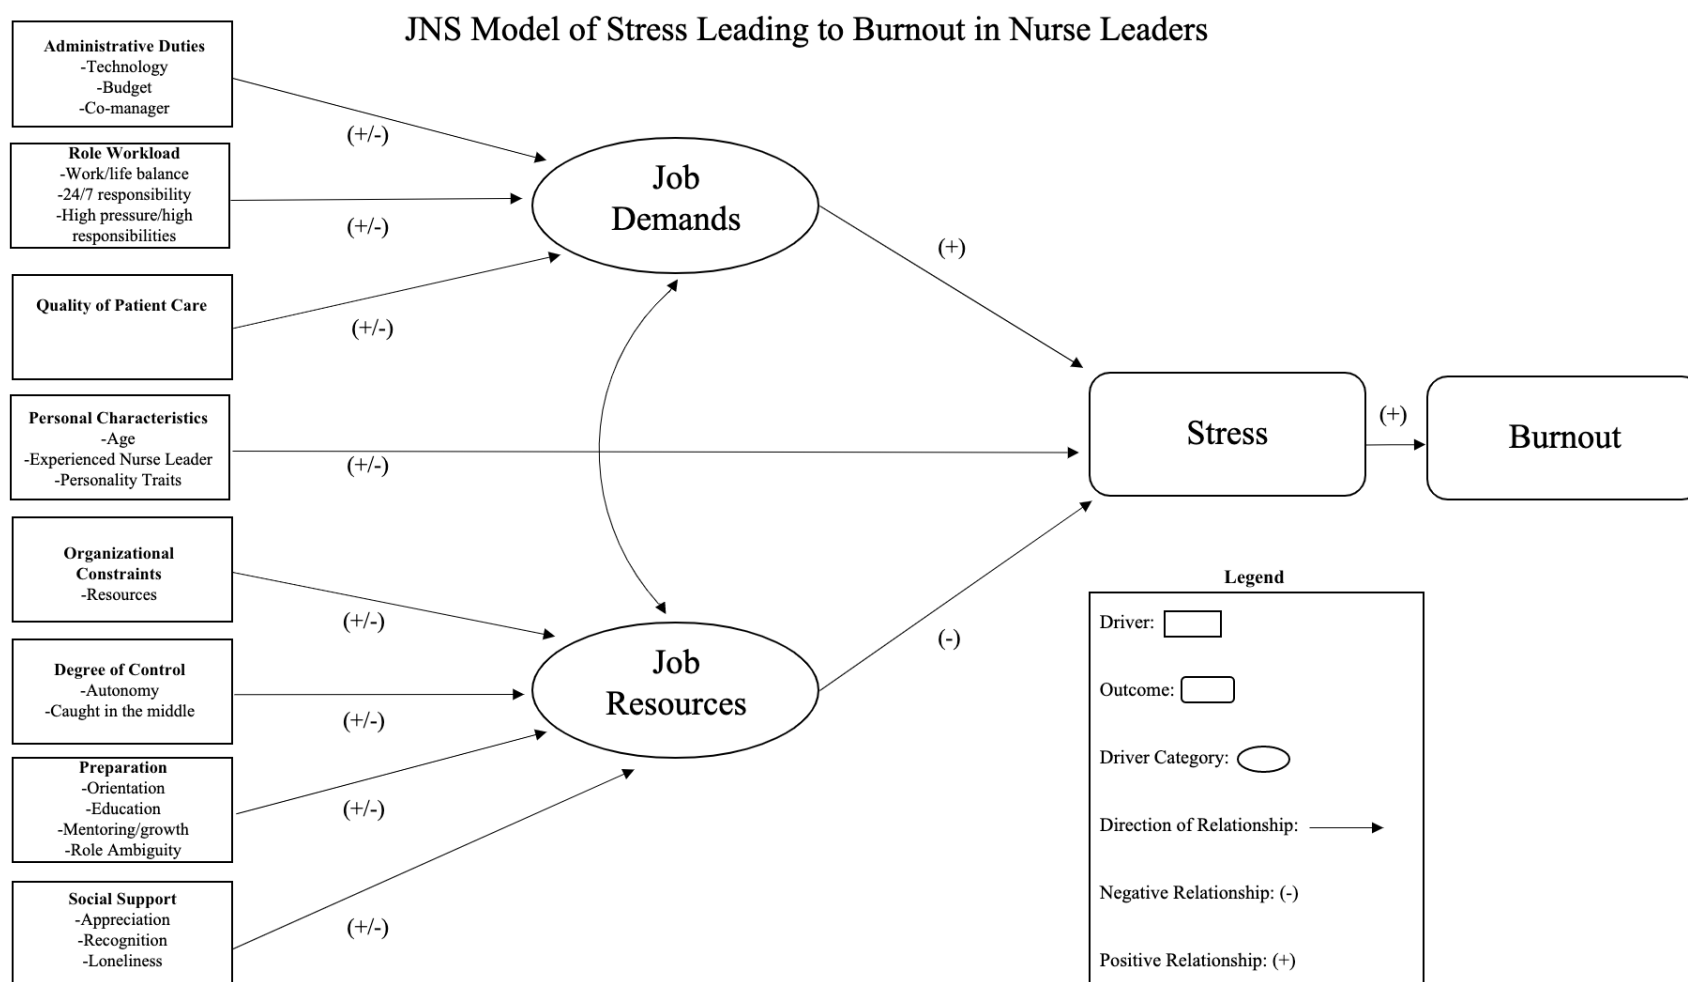 JNS Model of Stress Leading to Burnout in Nurse Leaders
Administrative Duties
-Technology
-Budget
-Co-manager
(+/-)
Role Workload
-Work/life balance
-24/7 responsibility
-High pressure/high
responsibilities
(+/-)
Quality of Patient Care
(+/-)
Personal Characteristics
-Age
-Experienced Nurse Leader
-Personality Traits
(+/-)
Organizational
Constraints
-Resources
(+/-)
Degree of Control
-Autonomy
-Caught in the middle
(+/-)
Preparation
-Orientation
-Education
-Mentoring/growth
-Role Ambiguity
(+/-)
Social Support
-Appreciation
-Recognition
-Loneliness
(+/-)
Job
Demands
(+)
Job
Resources
(-)
Stress
(+)
Burnout
Legend
Driver:
Outcome:
Driver Category:
Direction of Relationship:
Negative Relationship: (-)
Positive Relationship: (+)